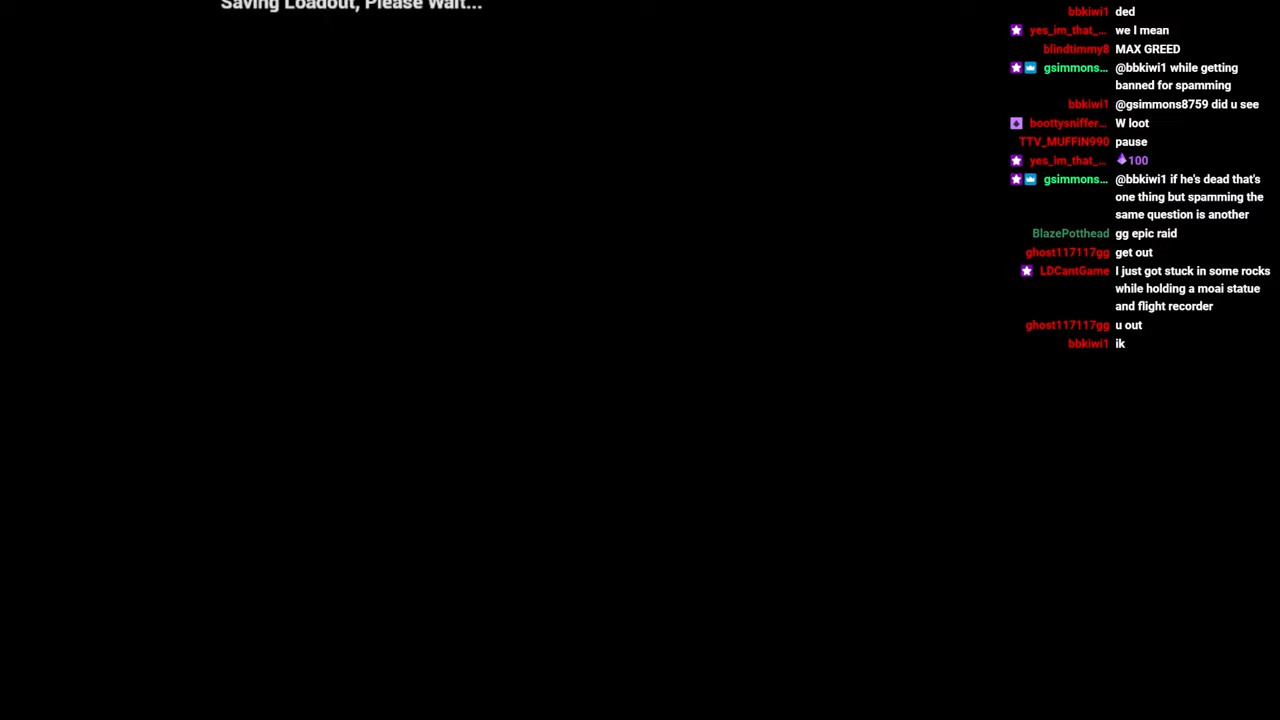 Saving Loadout, Please Wait...
bbkiwi1 ded
yes_im_that_... we I mean
blindtimmy8 MAX GREED
gsimmons... @bbkiwi1 while getting
banned for spamming
bbkiwi1 @gsimmons8759 did u see
boottysniffer... W loot
TTV_MUFFIN990 pause
yes_im_that_... 100
gsimmons... @bbkiwi1 if he's dead that's
one thing but spamming the
same question is another
BlazePotthead gg epic raid
ghost117117gg get out
LDCantGame I just got stuck in some rocks
while holding a moai statue
and flight recorder
ghost117117gg u out
bbkiwi1 ik